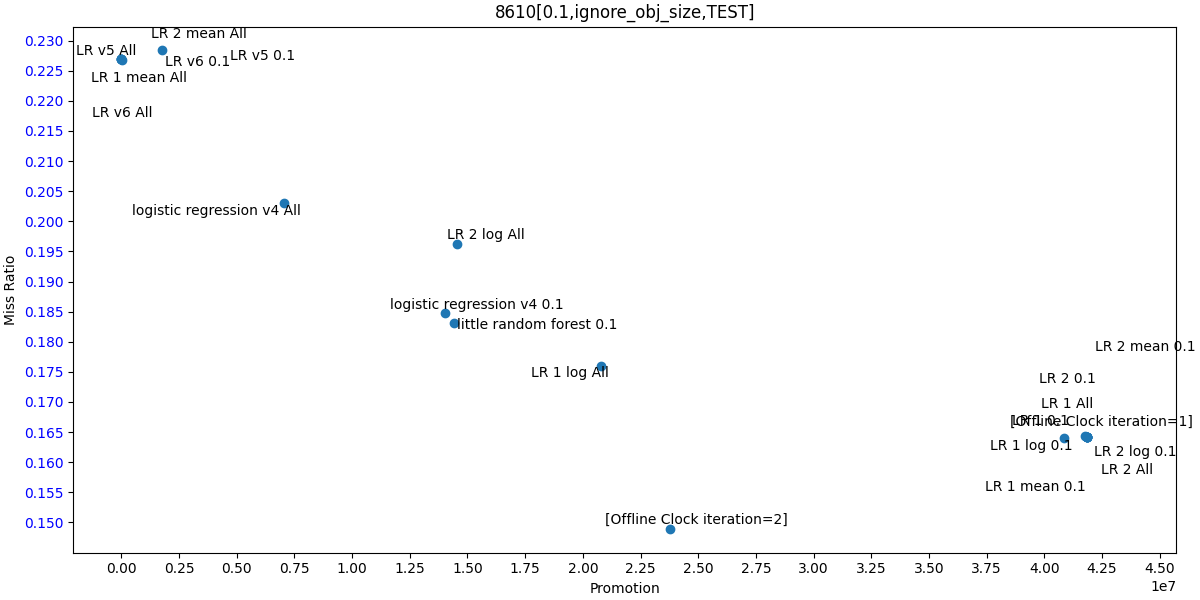 8610[0.1,ignore_obj_size,TEST]
0.230
0.225
0.220
0.215
0.210
0.205
0.200
0.195
0.190
0.185
0.180
0.175
0.170
0.165
0.160
0.155
0.150
Miss Ratio
LR 2 mean All
LR v5 All
LR v6 0.1
LR v5 0.1
LR 1 mean All
LR v6 All
logistic regression v4 All
LR 2 log All
logistic regression v4 0.1
little random forest 0.1
LR 1 log All
LR 2 mean 0.1
LR 2 0.1
LR 1 All
LR 1 0.1
[Offline Clock iteration=1]
LR 1 log 0.1
LR 2 log 0.1
LR 2 All
LR 1 mean 0.1
[Offline Clock iteration=2]
0.00 0.25 0.50 0.75 1.00 1.25 1.50 1.75 2.00 2.25 2.50 2.75 3.00 3.25 3.50 3.75 4.00 4.25 4.50
1e7
Promotion